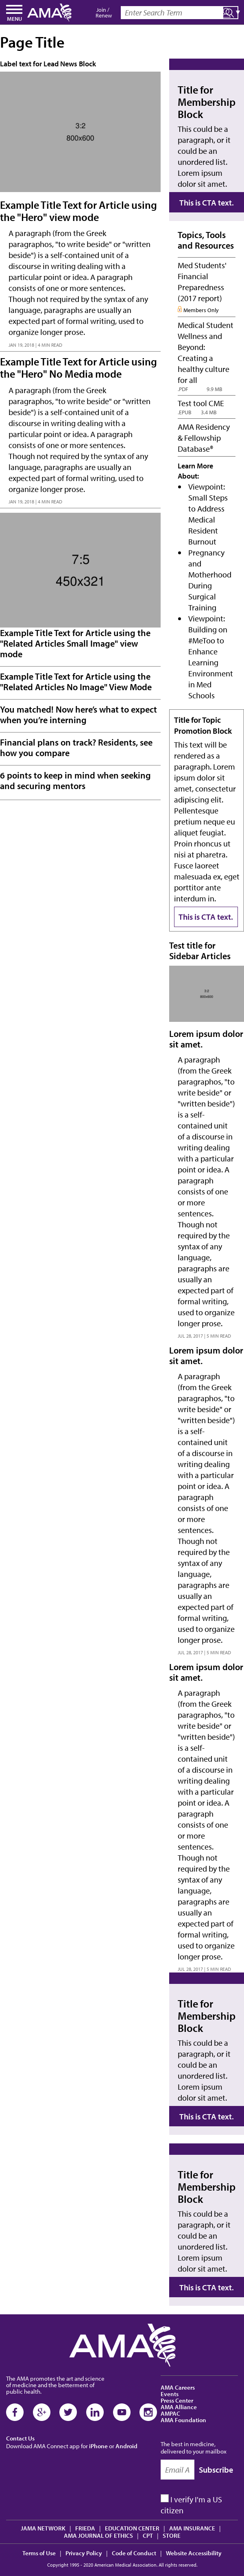 MENU
AMA
Join /
Renew
Enter Search Term
Page Title
Label text for Lead News Block
3:2
800x600
Example Title Text for Article using
the "Hero" view mode
A paragraph (from the Greek
paragraphos, "to write beside" or "written
beside") is a self-contained unit of a
discourse in writing dealing with a
particular point or idea. A paragraph
consists of one or more sentences.
Though not required by the syntax of any
language, paragraphs are usually an
expected part of formal writing, used to
organize longer prose.
JAN 19, 2018 | 4 MIN READ
Example Title Text for Article using
the "Hero" No Media mode
A paragraph (from the Greek
paragraphos, "to write beside" or "written
beside") is a self-contained unit of a
discourse in writing dealing with a
particular point or idea. A paragraph
consists of one or more sentences.
Though not required by the syntax of any
language, paragraphs are usually an
expected part of formal writing, used to
organize longer prose.
JAN 19, 2018 | 4 MIN READ
7:5
450x321
Example Title Text for Article using the
"Related Articles Small Image" view
mode
Example Title Text for Article using the
"Related Articles No Image" View Mode
You matched! Now here's what to expect
when you're interning
Financial plans on track? Residents, see
how you compare
6 points to keep in mind when seeking
and securing mentors
Title for
Membership
Block
This could be a
paragraph, or it
could be an
unordered list.
Lorem ipsum
dolor sit amet.
This is CTA text.
Topics, Tools
and Resources
Med Students'
Financial
Preparedness
(2017 report)
Members Only
Medical Student
Wellness and
Beyond:
Creating a
healthy culture
for all
.PDF 9.9 MB
Test tool CME
.EPUB 3.4 MB
AMA Residency
& Fellowship
Database®
Learn More
About:
Viewpoint:
Small Steps
to Address
Medical
Resident
Burnout
Pregnancy
and
Motherhood
During
Surgical
Training
Viewpoint:
Building on
#MeToo to
Enhance
Learning
Environment
in Med
Schools
Title for Topic
Promotion Block
This text will be
rendered as a
paragraph. Lorem
ipsum dolor sit
amet, consectetur
adipiscing elit.
Pellentesque
pretium neque eu
aliquet feugiat.
Proin rhoncus ut
nisi at pharetra.
Fusce laoreet
malesuada ex, eget
porttitor ante
interdum in.
This is CTA text.
Test title for
Sidebar Articles
3:2
800x600
Lorem ipsum dolor
sit amet.
A paragraph
(from the Greek
paragraphos, "to
write beside" or
"written beside")
is a self-
contained unit
of a discourse in
writing dealing
with a particular
point or idea. A
paragraph
consists of one
or more
sentences.
Though not
required by the
syntax of any
language,
paragraphs are
usually an
expected part of
formal writing,
used to organize
longer prose.
JUL 28, 2017 | 5 MIN READ
Lorem ipsum dolor
sit amet.
A paragraph
(from the Greek
paragraphos, "to
write beside" or
"written beside")
is a self-
contained unit
of a discourse in
writing dealing
with a particular
point or idea. A
paragraph
consists of one
or more
sentences.
Though not
required by the
syntax of any
language,
paragraphs are
usually an
expected part of
formal writing,
used to organize
longer prose.
JUL 28, 2017 | 5 MIN READ
Lorem ipsum dolor
sit amet.
A paragraph
(from the Greek
paragraphos, "to
write beside" or
"written beside")
is a self-
contained unit
of a discourse in
writing dealing
with a particular
point or idea. A
paragraph
consists of one
or more
sentences.
Though not
required by the
syntax of any
language,
paragraphs are
usually an
expected part of
formal writing,
used to organize
longer prose.
JUL 28, 2017 | 5 MIN READ
Title for
Membership
Block
This could be a
paragraph, or it
could be an
unordered list.
Lorem ipsum
dolor sit amet.
This is CTA text.
Title for
Membership
Block
This could be a
paragraph, or it
could be an
unordered list.
Lorem ipsum
dolor sit amet.
This is CTA text.
AMA
The AMA promotes the art and science
of medicine and the betterment of
public health.
Contact Us
Download AMA Connect app for iPhone or Android
AMA Careers
Events
Press Center
AMA Alliance
AMPAC
AMA Foundation
The best in medicine,
delivered to your mailbox
Email A Subscribe
I verify I'm a US
citizen
JAMA NETWORK | FRIEDA | EDUCATION CENTER | AMA INSURANCE |
AMA JOURNAL OF ETHICS | CPT | STORE
Terms of Use | Privacy Policy | Code of Conduct | Website Accessibility
Copyright 1995 - 2020 American Medical Association. All rights reserved.